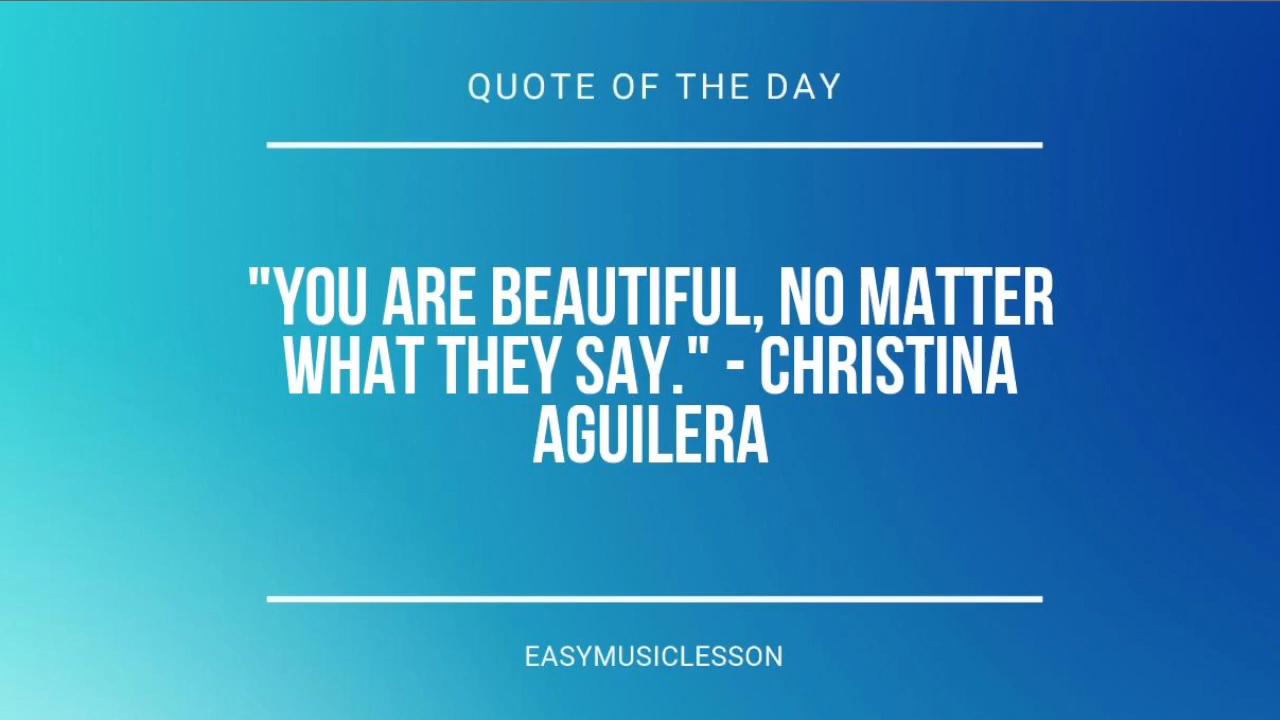 QUOTE OF THE DAY
"YOU ARE BEAUTIFUL, NO MATTER
WHAT THEY SAY." - CHRISTINA
AGUILERA
EASYMUSICLESSON